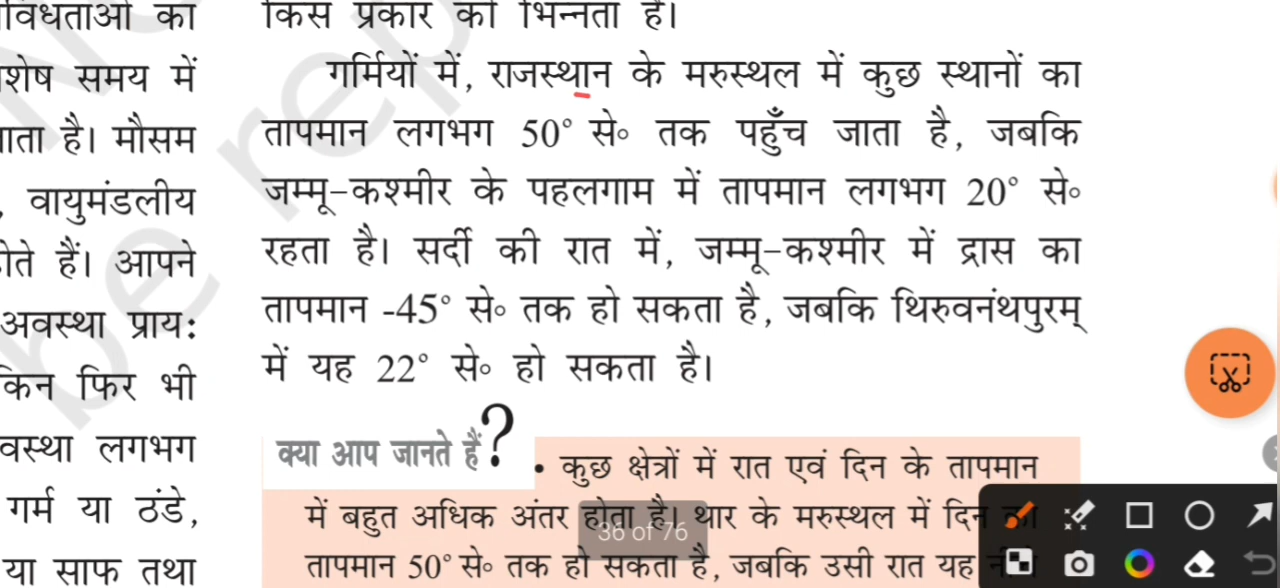 विधताओं का
शेष समय में
ाता है। मौसम
, वायुमंडलीय
होते हैं। आपने
अवस्था प्राय:
किन फिर भी
वस्था लगभग
गर्म या ठंडे,
या साफ तथा
किस प्रकार की भिन्नता है।
गर्मियों में, राजस्थान के मरुस्थल में कुछ स्थानों का
तापमान लगभग 50° से॰ तक पहुँच जाता है, जबकि
जम्मू-कश्मीर के पहलगाम में तापमान लगभग 20° से॰
रहता है। सर्दी की रात में, जम्मू-कश्मीर में द्रास का
तापमान -45° से॰ तक हो सकता है, जबकि थिरुवनंथपुरम्
में यह 22° से॰ हो सकता है।
क्या आप जानते हैं?
• कुछ क्षेत्रों में रात एवं दिन के तापमान
में बहुत अधिक अंतर होता है। थार के मरुस्थल में दिन का
तापमान 50° से॰ तक हो सकता है, जबकि उसी रात यह
36 of 76
be rep